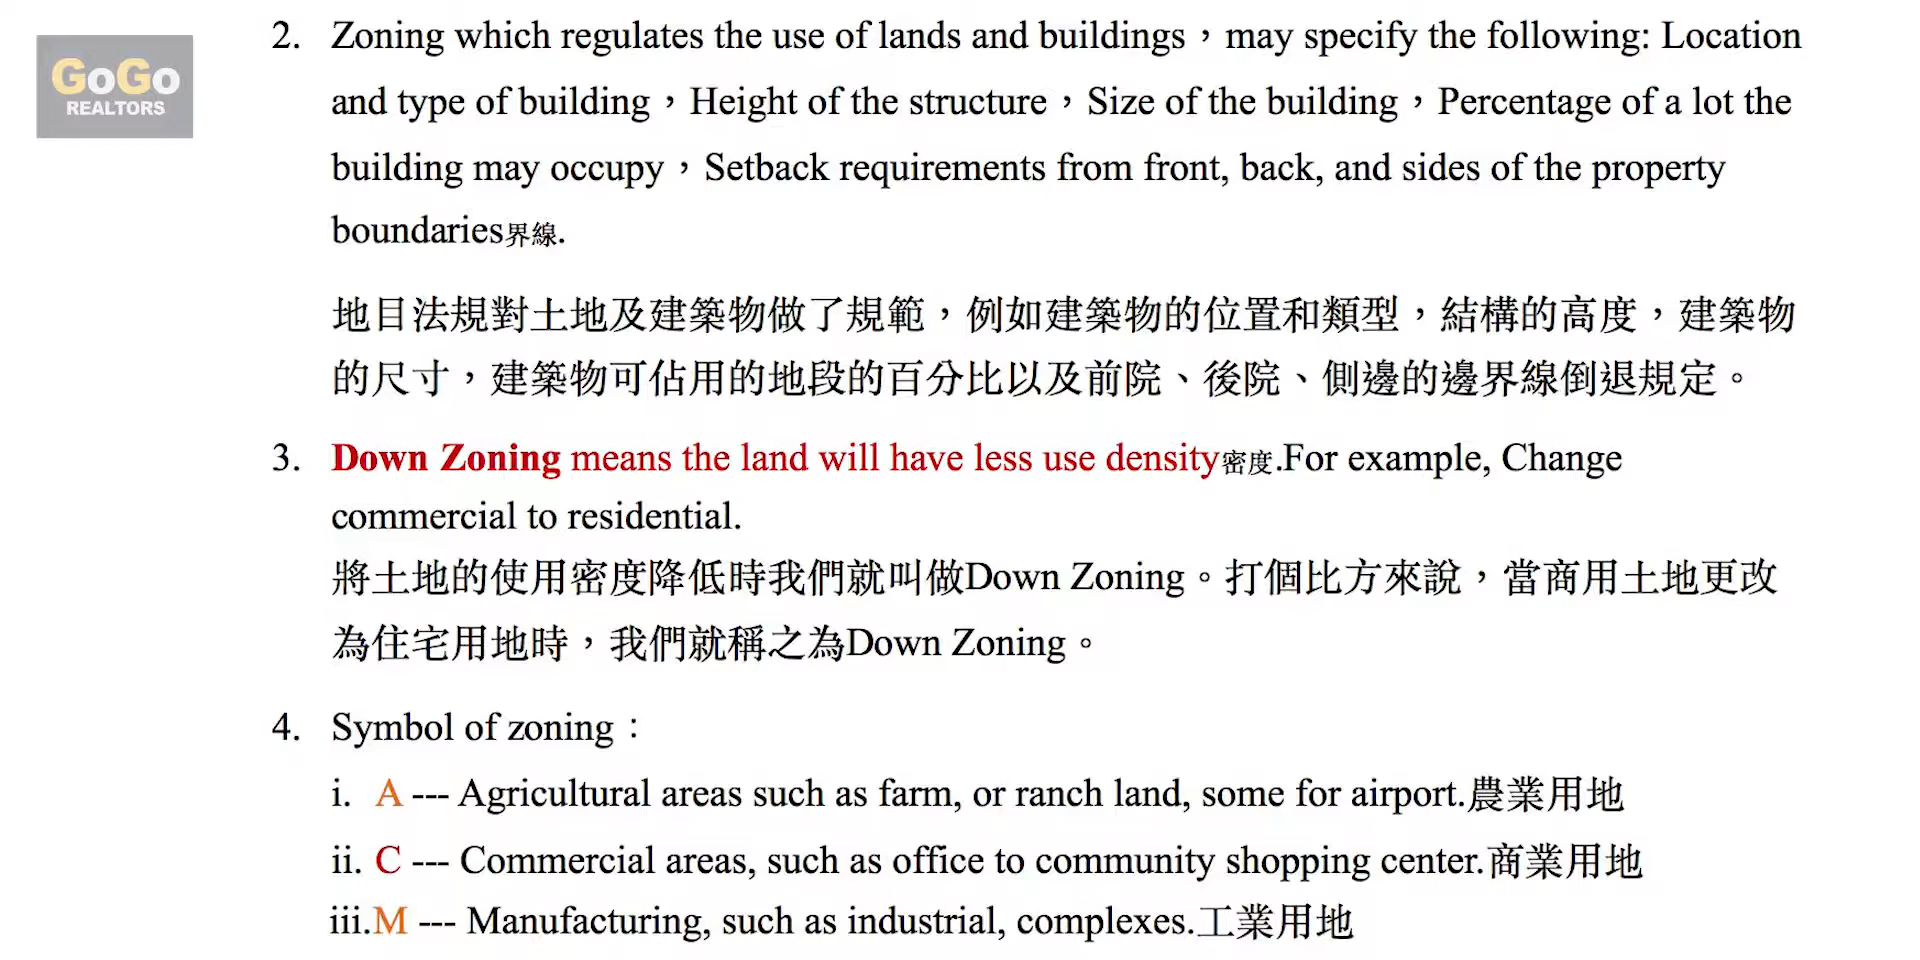 GoGo
REALTORS
2. Zoning which regulates the use of lands and buildings，may specify the following: Location
and type of building，Height of the structure，Size of the building，Percentage of a lot the
building may occupy，Setback requirements from front, back, and sides of the property
boundaries界線.
地目法規對土地及建築物做了規範，例如建築物的位置和類型，結構的高度，建築物
的尺寸，建築物可佔用的地段的百分比以及前院、後院、側邊的邊界線倒退規定。
3. Down Zoning means the land will have less use density密度.For example, Change
commercial to residential.
將土地的使用密度降低時我們就叫做Down Zoning。打個比方來說，當商用土地更改
為住宅用地時，我們就稱之為Down Zoning。
4. Symbol of zoning：
i. A --- Agricultural areas such as farm, or ranch land, some for airport.農業用地
ii. C --- Commercial areas, such as office to community shopping center.商業用地
iii.M --- Manufacturing, such as industrial, complexes.工業用地